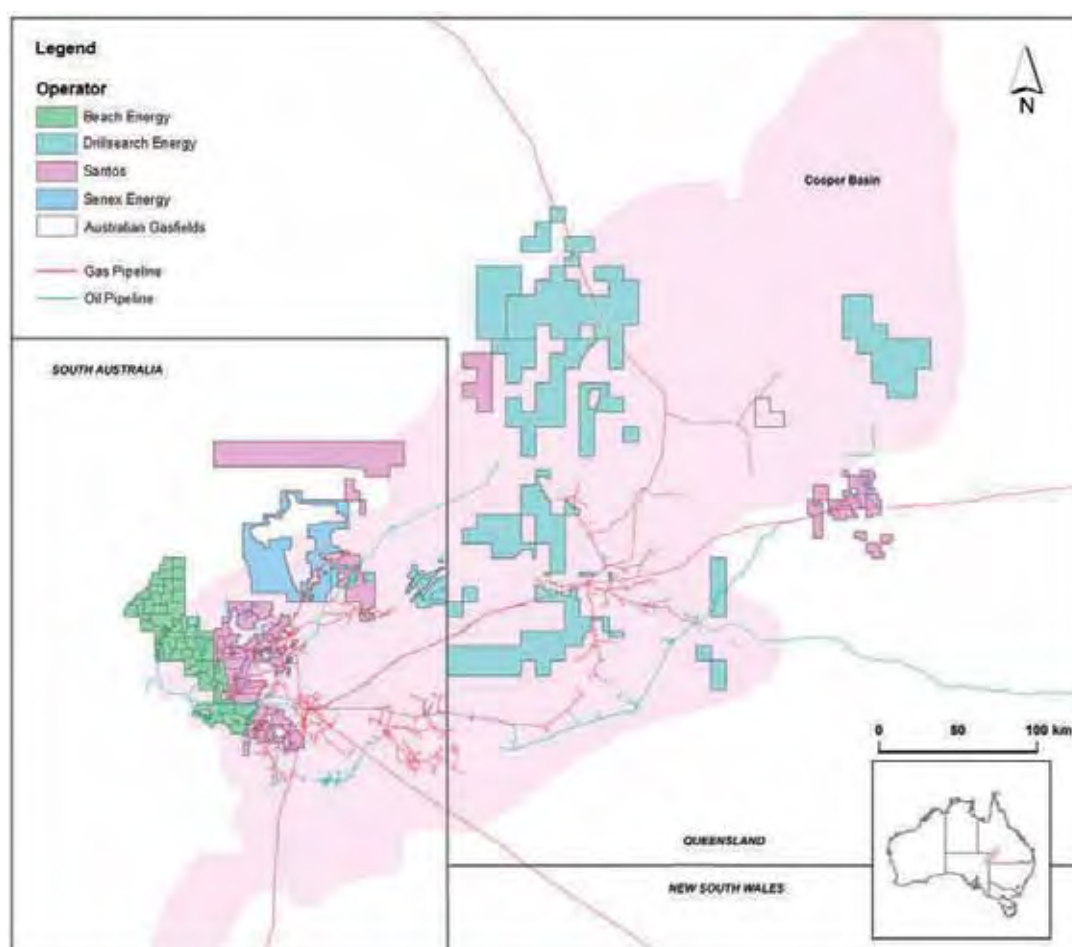 Legend
Operator
Beach Energy
Drillsearch Energy
Santos
Senex Energy
Australian Gasfields
Gas Pipeline
Oil Pipeline
N
Cooper Basin
SOUTH AUSTRALIA
0 50 100 km
QUEENSLAND
NEW SOUTH WALES